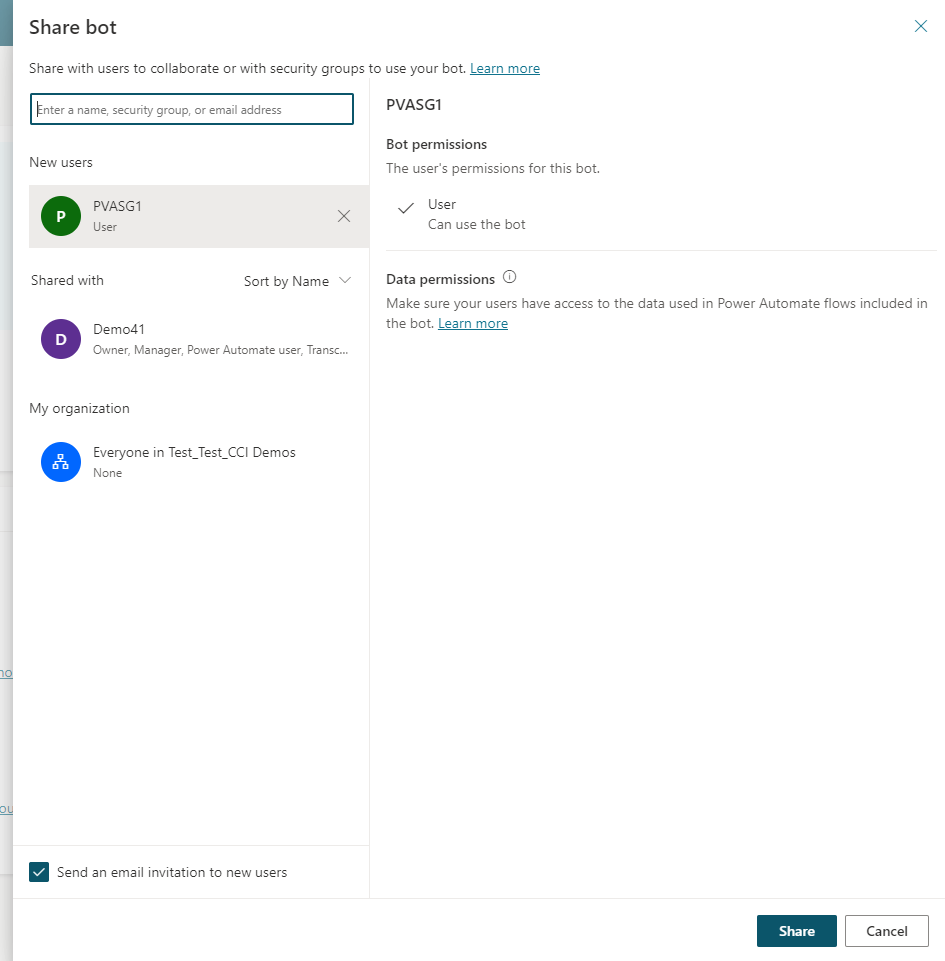 Share bot
Share with users to collaborate or with security groups to use your bot. Learn more
Enter a name, security group, or email address
New users
P
PVASG1
User
Shared with
Sort by Name
D
Demo41
Owner, Manager, Power Automate user, Transc...
My organization
Everyone in Test_Test_CCI Demos
None
Send an email invitation to new users
PVASG1
Bot permissions
The user's permissions for this bot.
User
Can use the bot
Data permissions
Make sure your users have access to the data used in Power Automate flows included in
the bot. Learn more
Share
Cancel